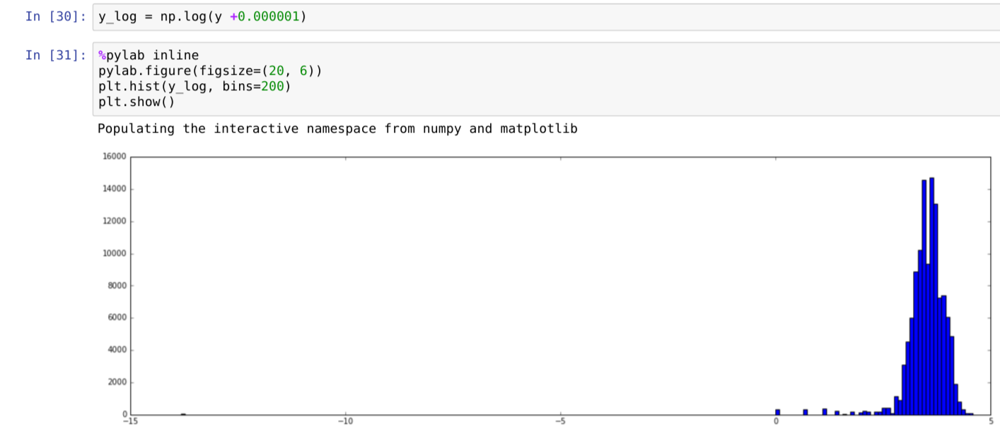 In [30]: y_log = np.log(y +0.000001)
In [31]: %pylab inline
pylab.figure(figsize=(20, 6))
plt.hist(y_log, bins=200)
plt.show()
Populating the interactive namespace from numpy and matplotlib
16000
14000
12000
10000
8000
6000
4000
2000
0
−15 −10 −5 0 5